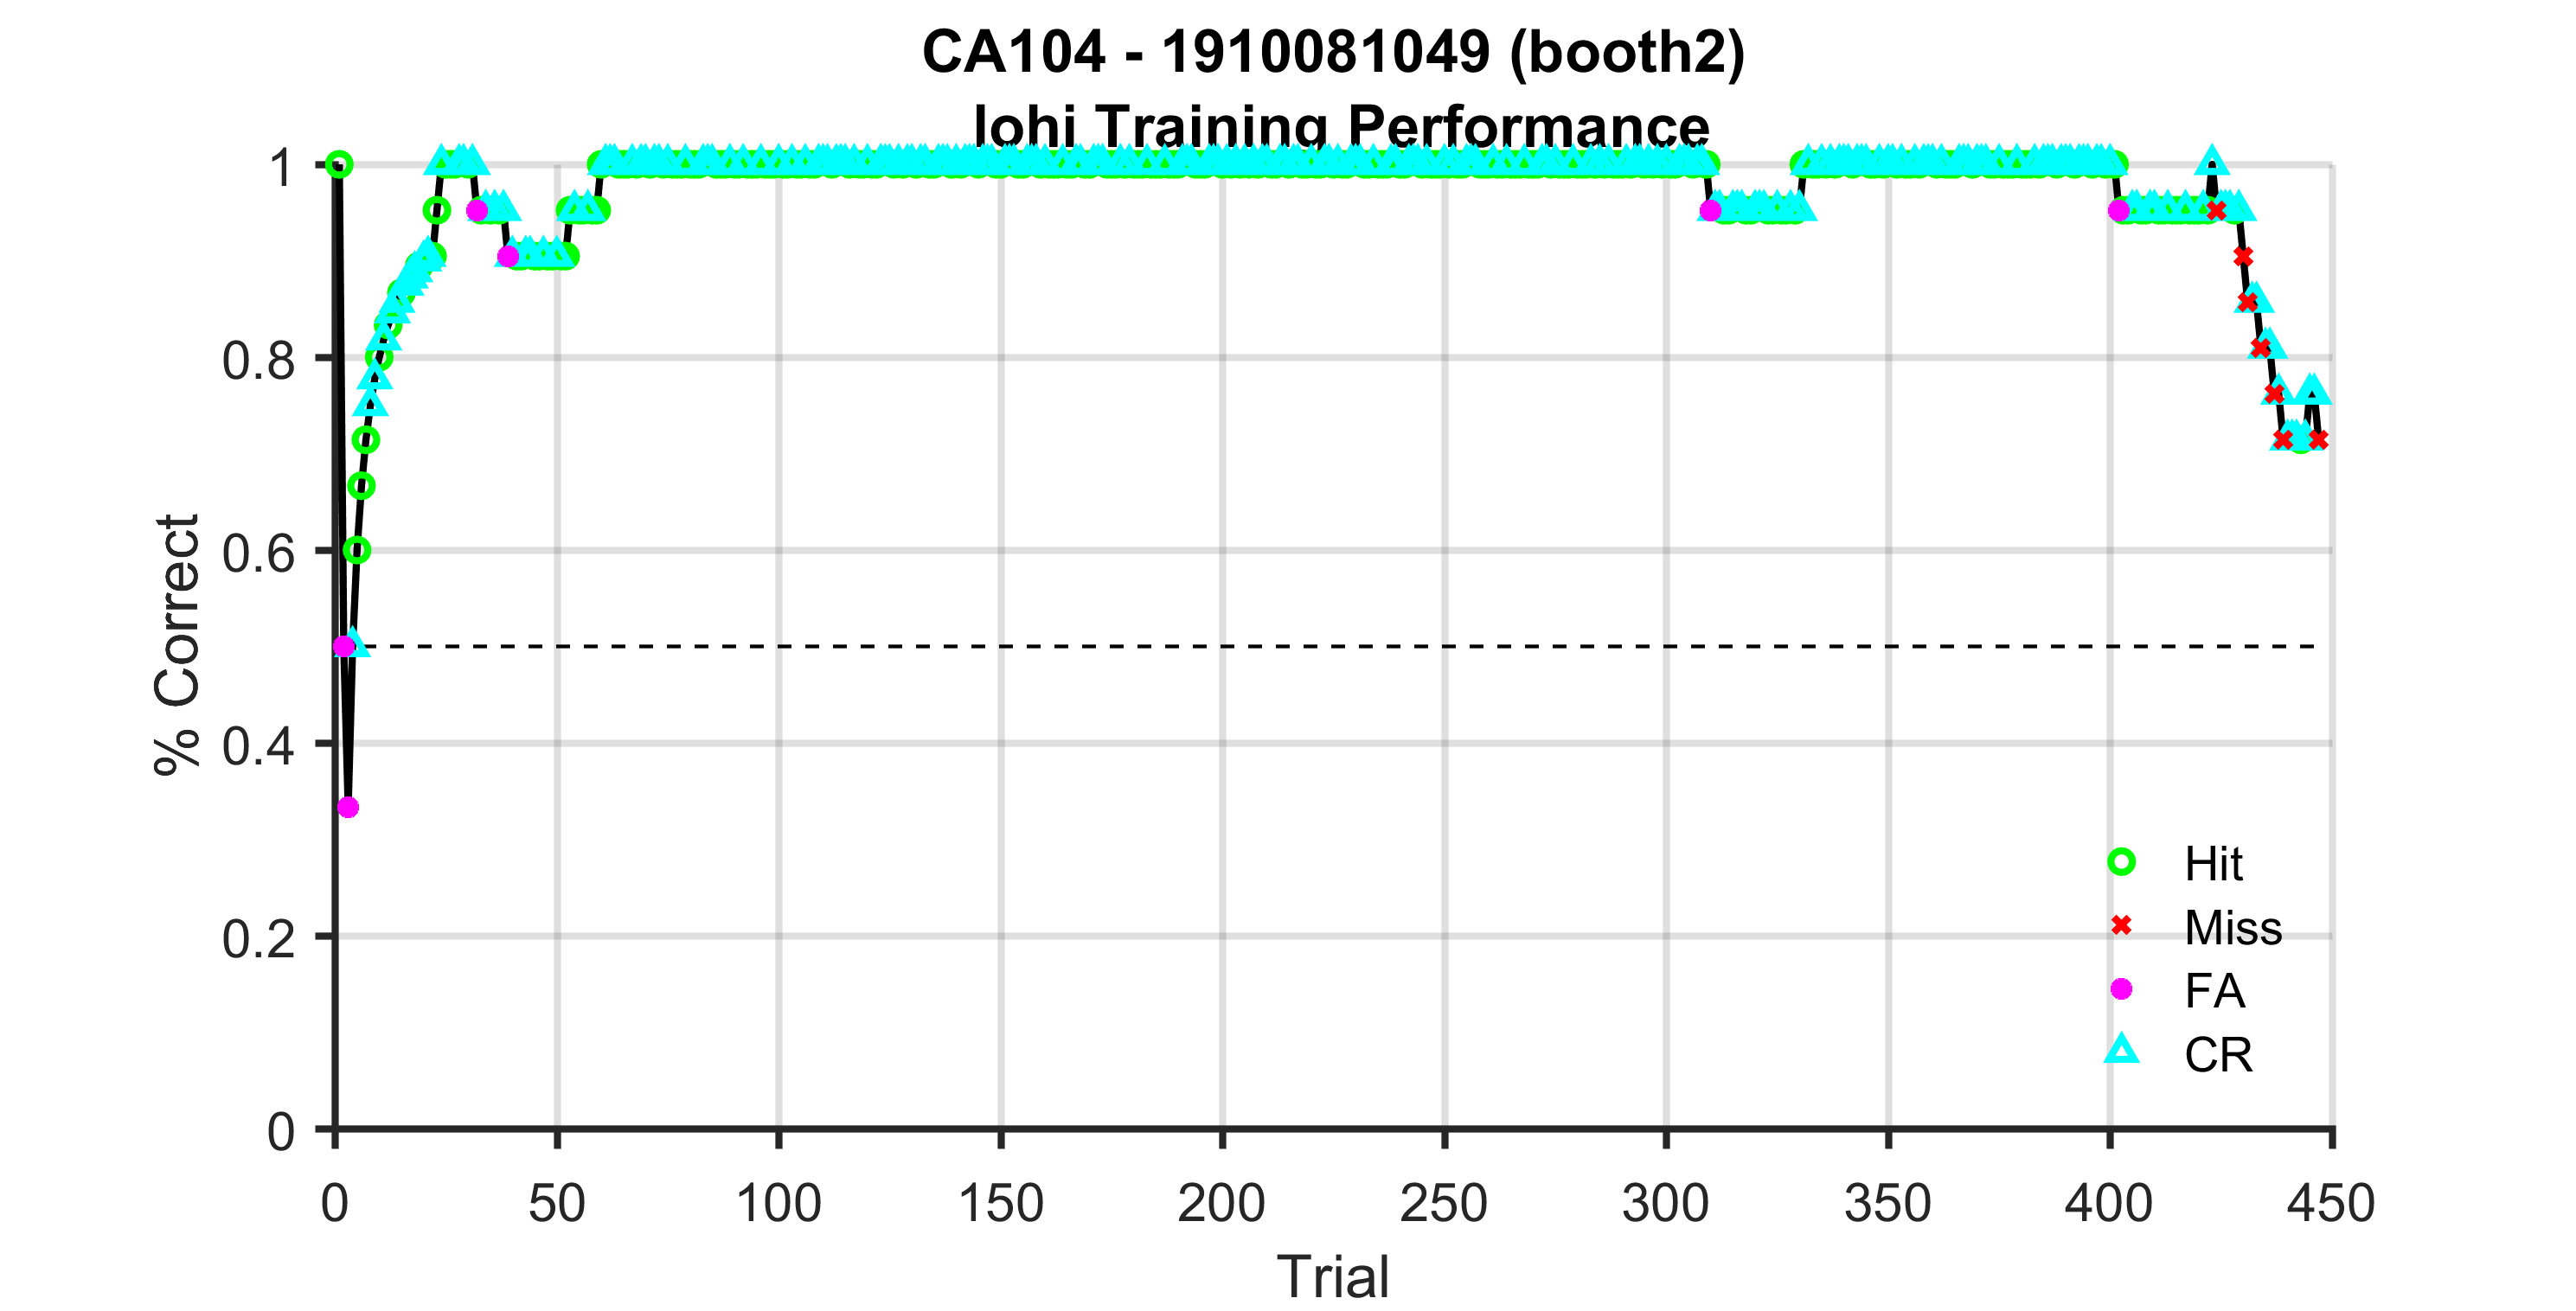 CA104 - 1910081049 (booth2)
lohi Training Performance
% Correct
1
0.8
0.6
0.4
0.2
0
0 50 100 150 200 250 300 350 400 450
Trial
Hit
Miss
FA
CR